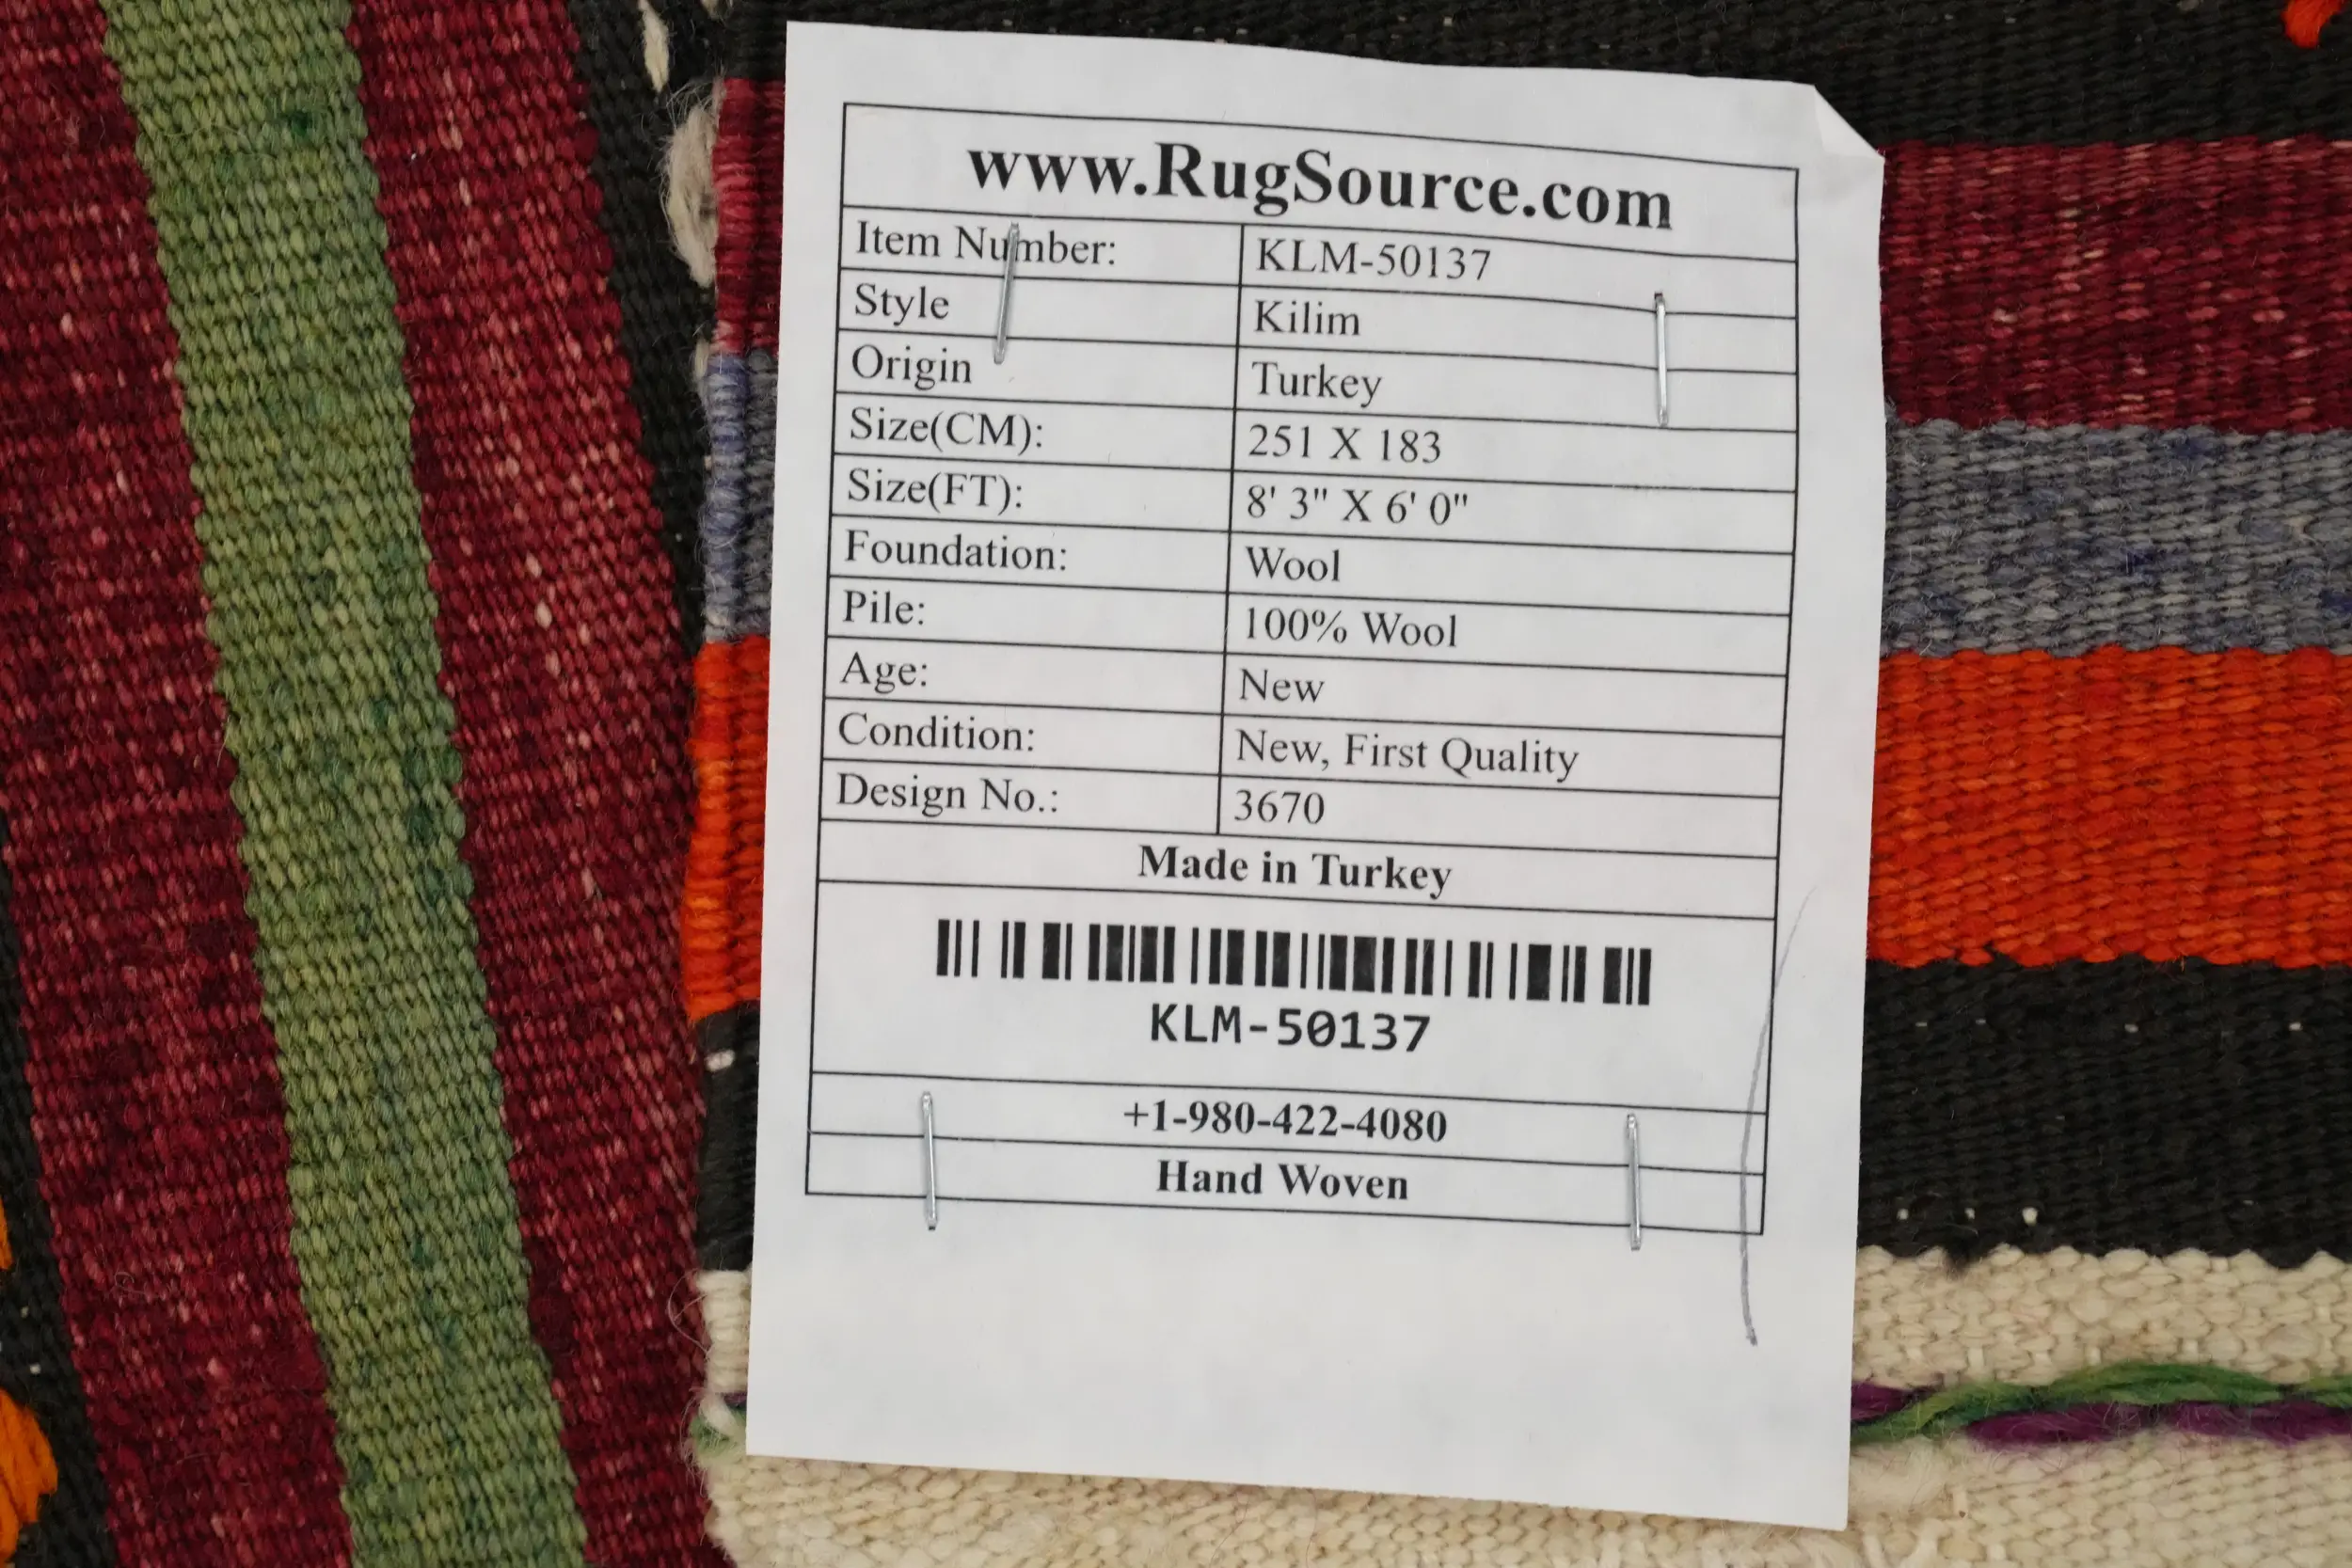 www.RugSource.com
Item Number: KLM-50137
Style Kilim
Origin Turkey
Size(CM): 251 X 183
Size(FT): 8' 3" X 6' 0"
Foundation: Wool
Pile: 100% Wool
Age: New
Condition: New, First Quality
Design No.: 3670
Made in Turkey
KLM-50137
+1-980-422-4080
Hand Woven